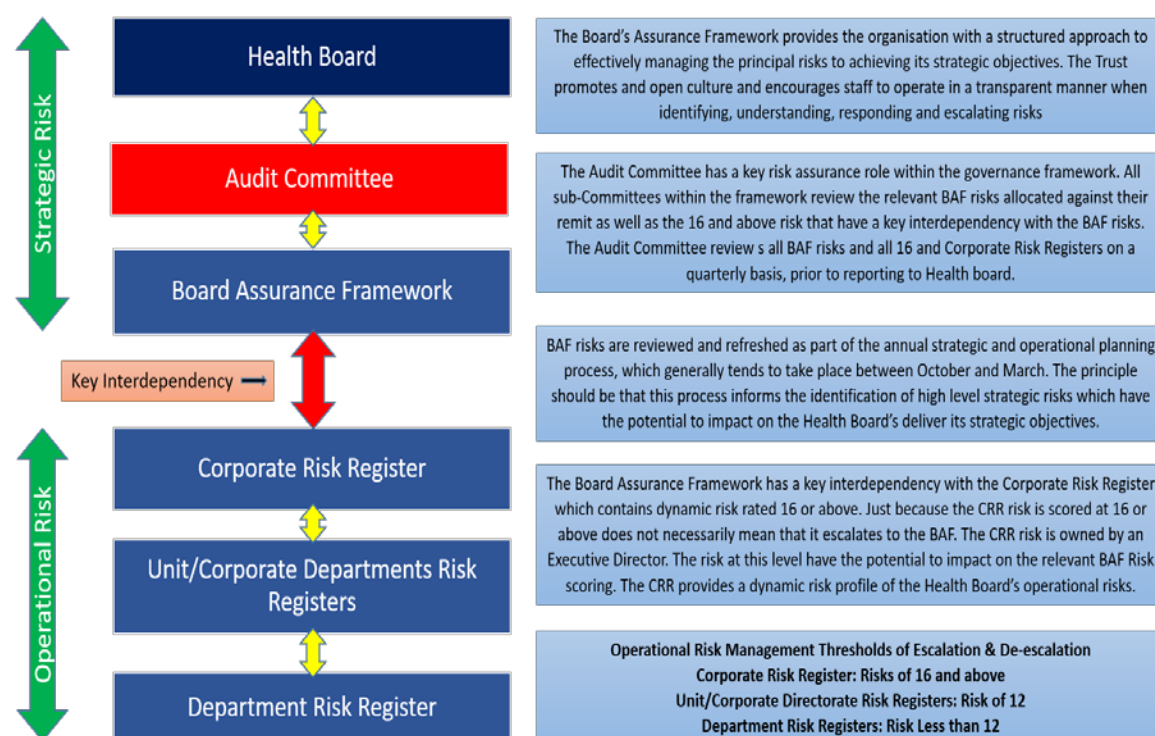 Strategic Risk
Health Board
Audit Committee
Board Assurance Framework
Key Interdependency
Operational Risk
Corporate Risk Register
Unit/Corporate Departments Risk
Registers
Department Risk Register
The Board's Assurance Framework provides the organisation with a structured approach to
effectively managing the principal risks to achieving its strategic objectives. The Trust
promotes and open culture and encourages staff to operate in a transparent manner when
identifying, understanding, responding and escalating risks
The Audit Committee has a key risk assurance role within the governance framework. All
sub-Committees within the framework review the relevant BAF risks allocated against their
remit as well as the 16 and above risk that have a key interdependency with the BAF risks.
The Audit Committee review s all BAF risks and all 16 and Corporate Risk Registers on a
quarterly basis, prior to reporting to Health board.
BAF risks are reviewed and refreshed as part of the annual strategic and operational planning
process, which generally tends to take place between October and March. The principle
should be that this process informs the identification of high level strategic risks which have
the potential to impact on the Health Board's deliver its strategic objectives.
The Board Assurance Framework has a key interdependency with the Corporate Risk Register
which contains dynamic risk rated 16 or above. Just because the CRR risk is scored at 16 or
above does not necessarily mean that it escalates to the BAF. The CRR risk is owned by an
Executive Director. The risk at this level have the potential to impact on the relevant BAF Risk
scoring. The CRR provides a dynamic risk profile of the Health Board's operational risks.
Operational Risk Management Thresholds of Escalation & De-escalation
Corporate Risk Register: Risks of 16 and above
Unit/Corporate Directorate Risk Registers: Risk of 12
Department Risk Registers: Risk Less than 12